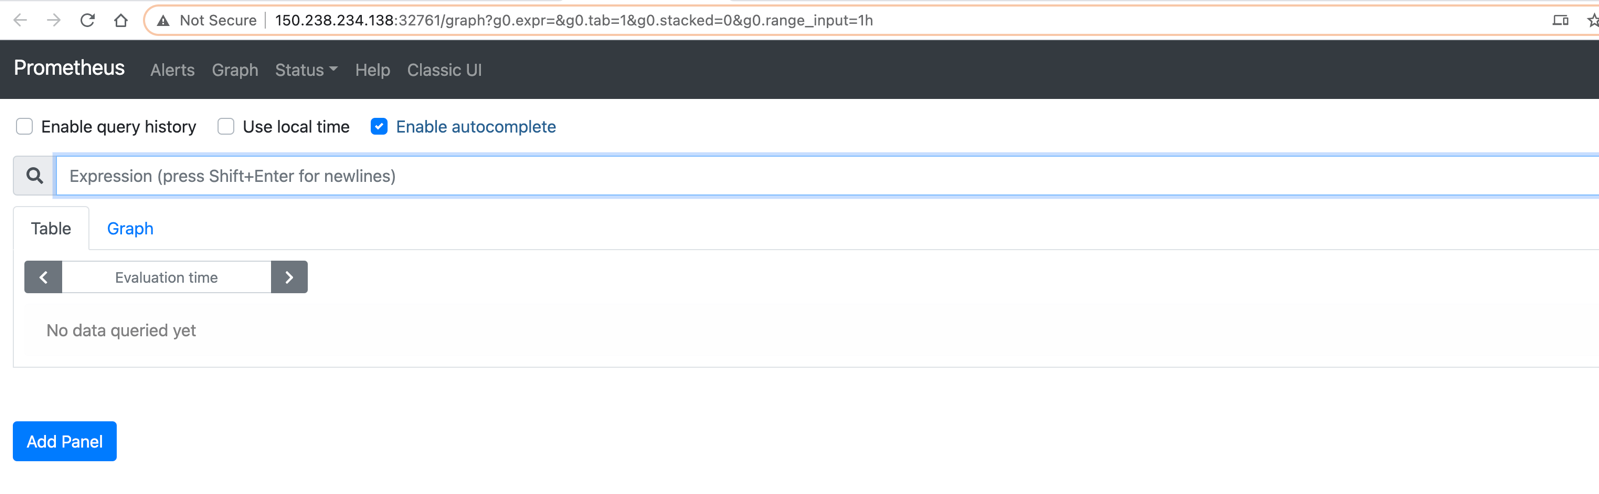 Not Secure 150.238.234.138:32761/graph?g0.expr=&g0.tab=1&g0.stacked=0&g0.range_input=1h
Prometheus Alerts Graph Status Help Classic UI
Enable query history Use local time Enable autocomplete
Expression (press Shift+Enter for newlines)
Table Graph
Evaluation time
No data queried yet
Add Panel